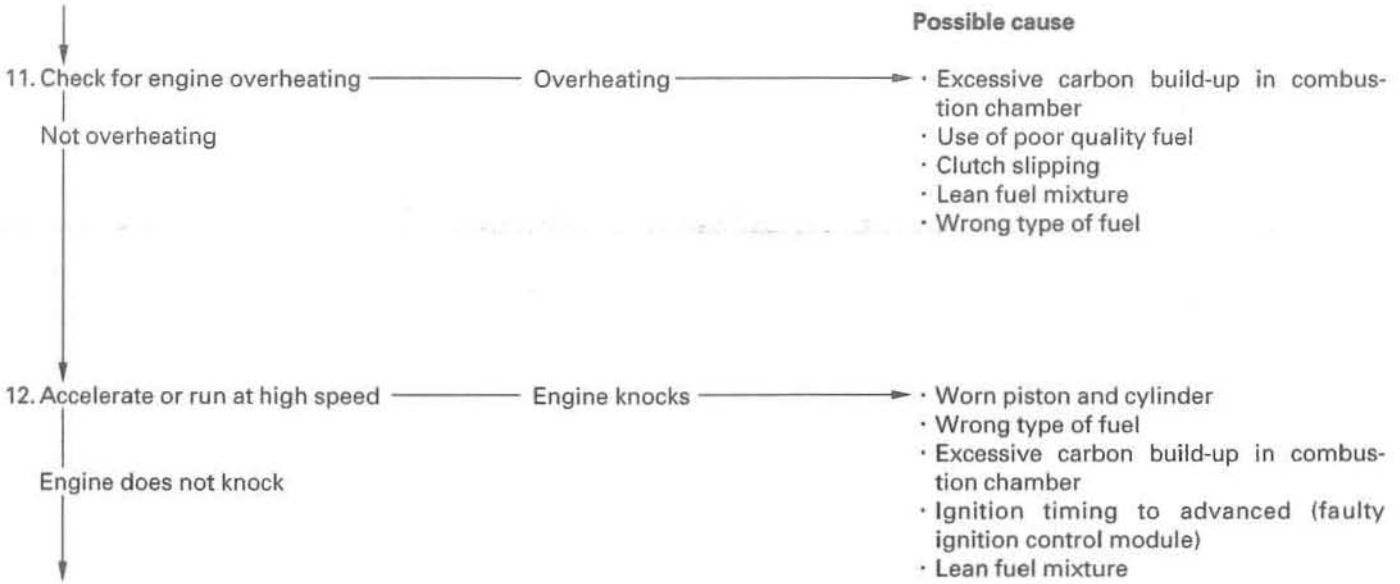 Possible cause
11. Check for engine overheating
Overheating
· Excessive carbon build-up in combus-
tion chamber
· Use of poor quality fuel
· Clutch slipping
· Lean fuel mixture
· Wrong type of fuel
Not overheating
12. Accelerate or run at high speed
Engine knocks
· Worn piston and cylinder
· Wrong type of fuel
· Excessive carbon build-up in combus-
tion chamber
· Ignition timing to advanced (faulty
ignition control module)
· Lean fuel mixture
Engine does not knock